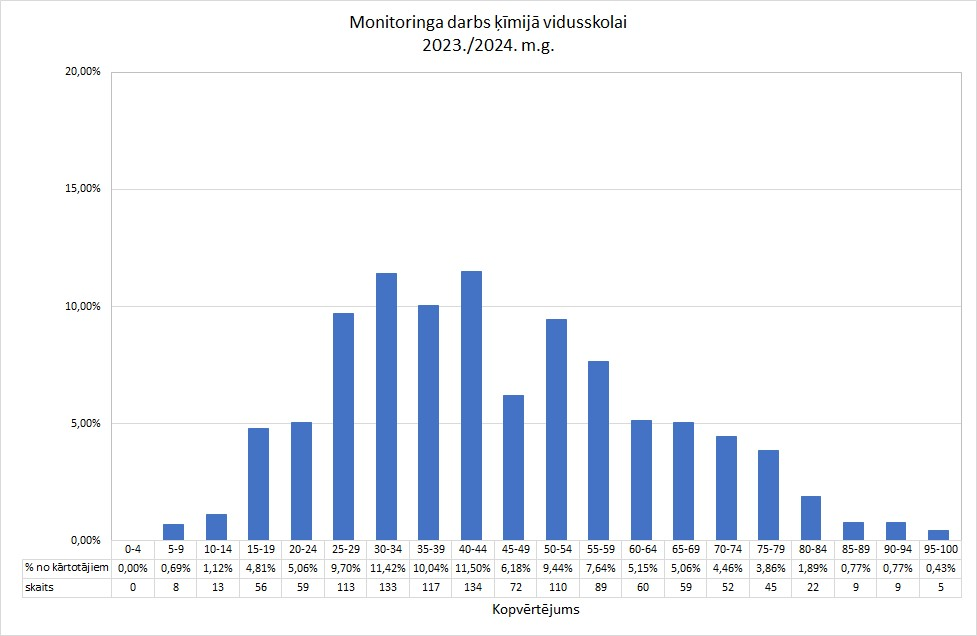 Monitoringa darbs ķīmijā vidusskolai
2023./2024. m.g.
20,00%
15,00%
10,00%
5,00%
0,00%
0-4 5-9 10-14 15-19 20-24 25-29 30-34 35-39 40-44 45-49 50-54 55-59 60-64 65-69 70-74 75-79 80-84 85-89 90-94 95-100
% no kārtotājiem 0,00% 0,69% 1,12% 4,81% 5,06% 9,70% 11,42% 10,04% 11,50% 6,18% 9,44% 7,64% 5,15% 5,06% 4,46% 3,86% 1,89% 0,77% 0,77% 0,43%
skaits 0 8 13 56 59 113 133 117 134 72 110 89 60 59 52 45 22 9 9 5
Kopvērtējums